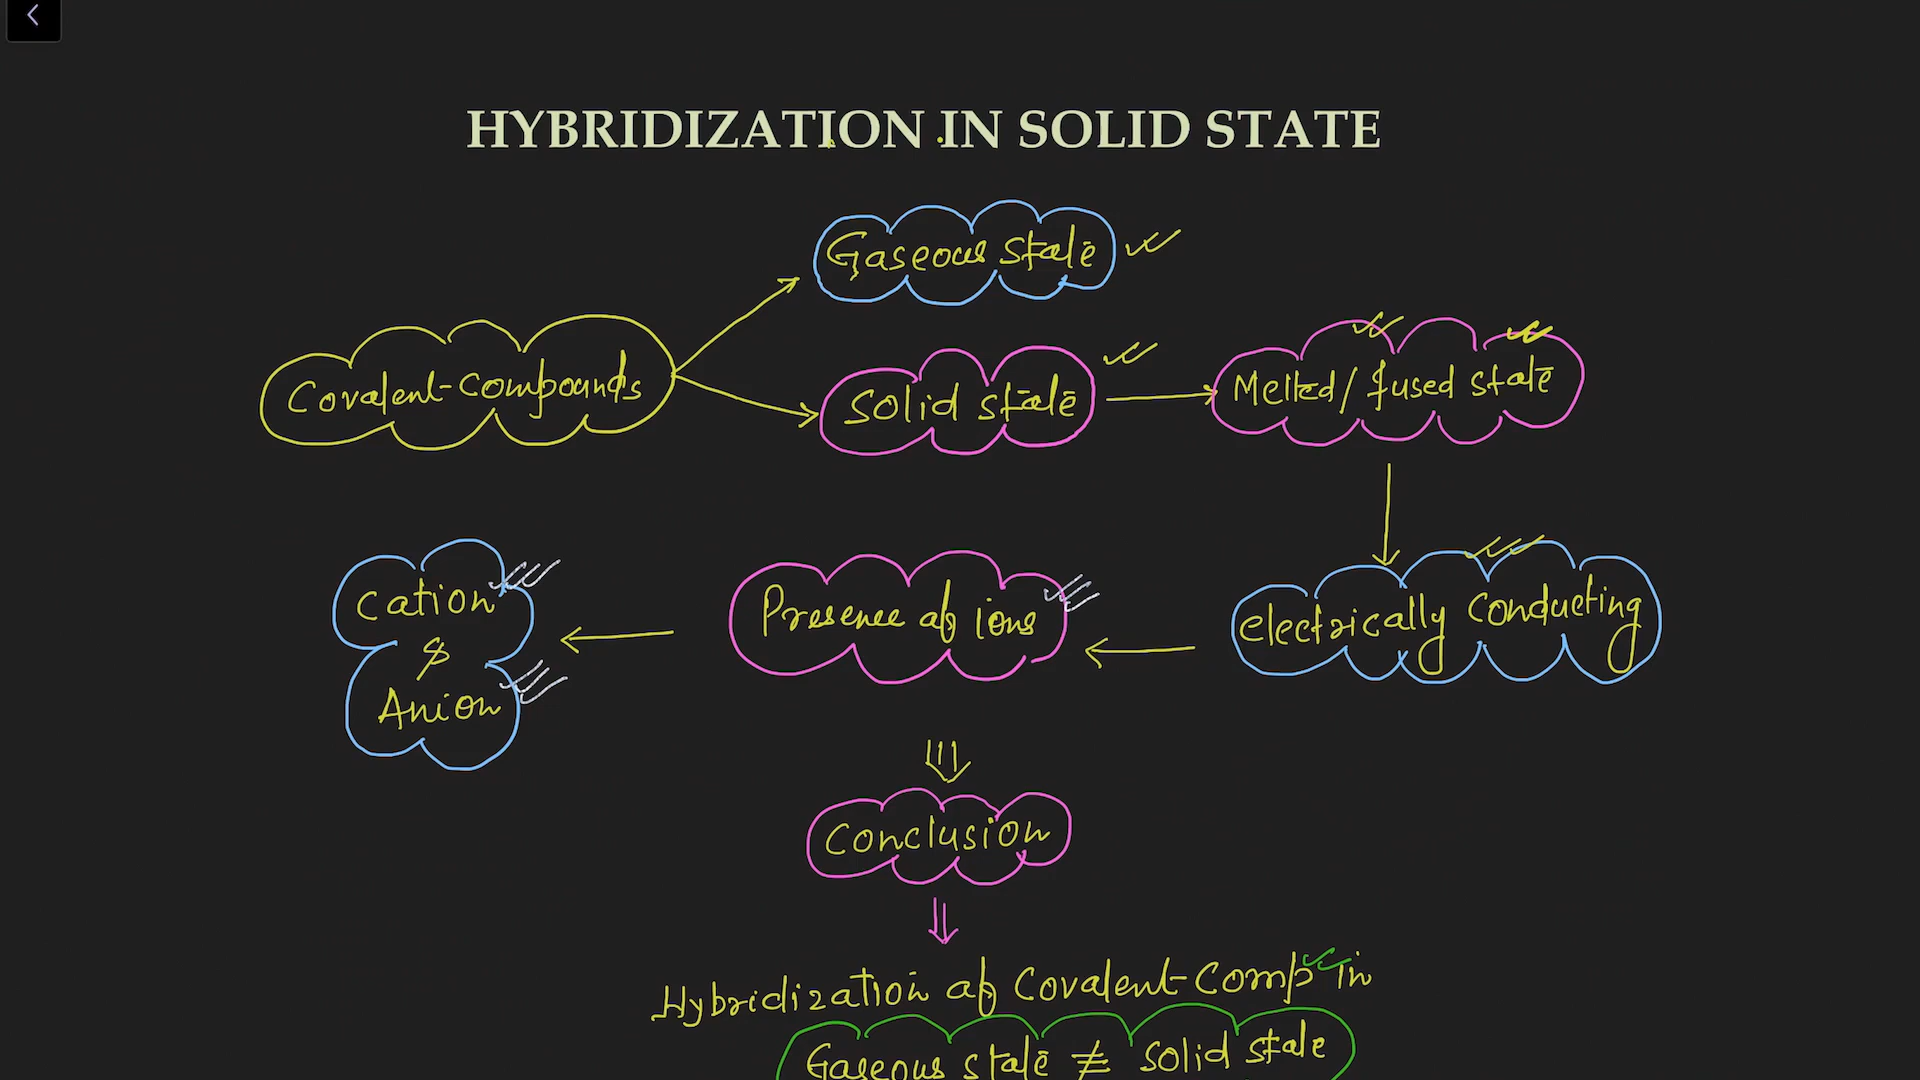 HYBRIDIZATION IN SOLID STATE
Gaseous state
Covalent-Compounds
Solid state
Melted/fused state
Cation
&
Anion
Presence of ions
electrically conducting
Conclusion
Hybridization of Covalent-Comp in
Gaseous state ≠ Solid state